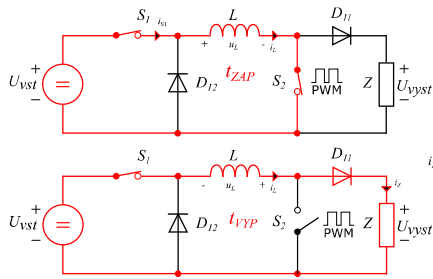 S1 iS1 L D11
+ uL - iL
Uvst + = - D12 tZAP S2 PWM Z + Uvyst -
S1 L D11
- uL + iL iZ
Uvst + = - D12 tVYP S2 PWM Z + Uvyst -